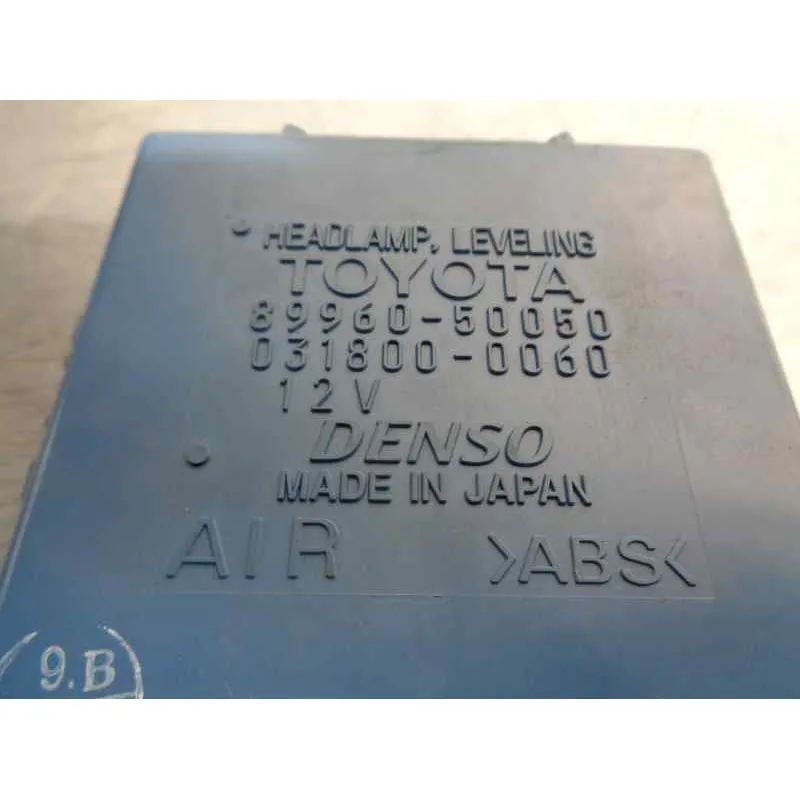 HEADLAMP, LEVELING
TOYOTA
89960-50050
031800-0060
12V
DENSO
MADE IN JAPAN
AIR >ABS<
9.B